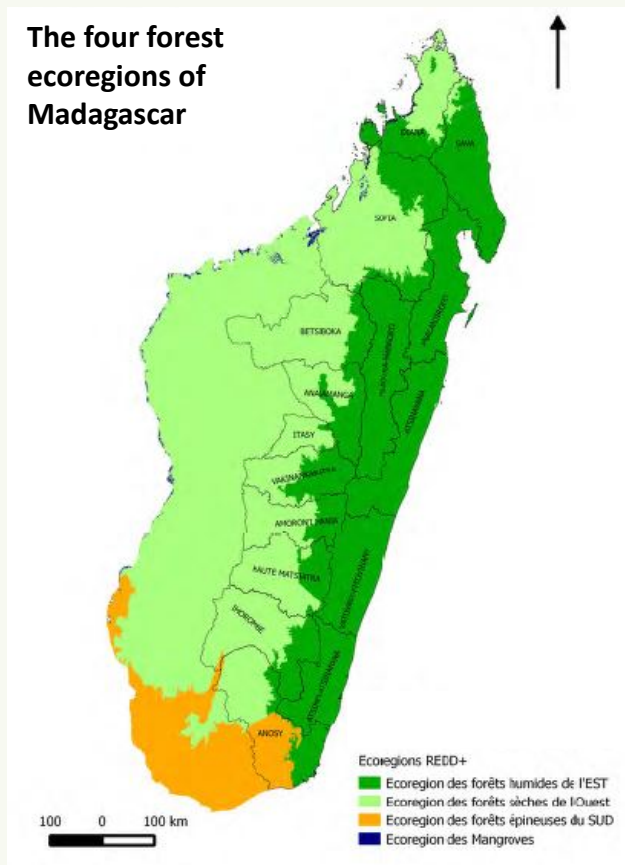 The four forest
ecoregions of
Madagascar
DIANA
SAVA
SOFIA
BETSIBOKA
ANALAMANGA
ITASY
AMORON'I MANIA
HAUTE MATSIATRA
IHOROMBE
ANOSY
Ecoregions REDD+
Ecoregion des forêts humides de l'EST
Ecoregion des forêts sèches de l'Ouest
Ecoregion des forêts épineuses du SUD
Ecoregion des Mangroves
100 0 100 km